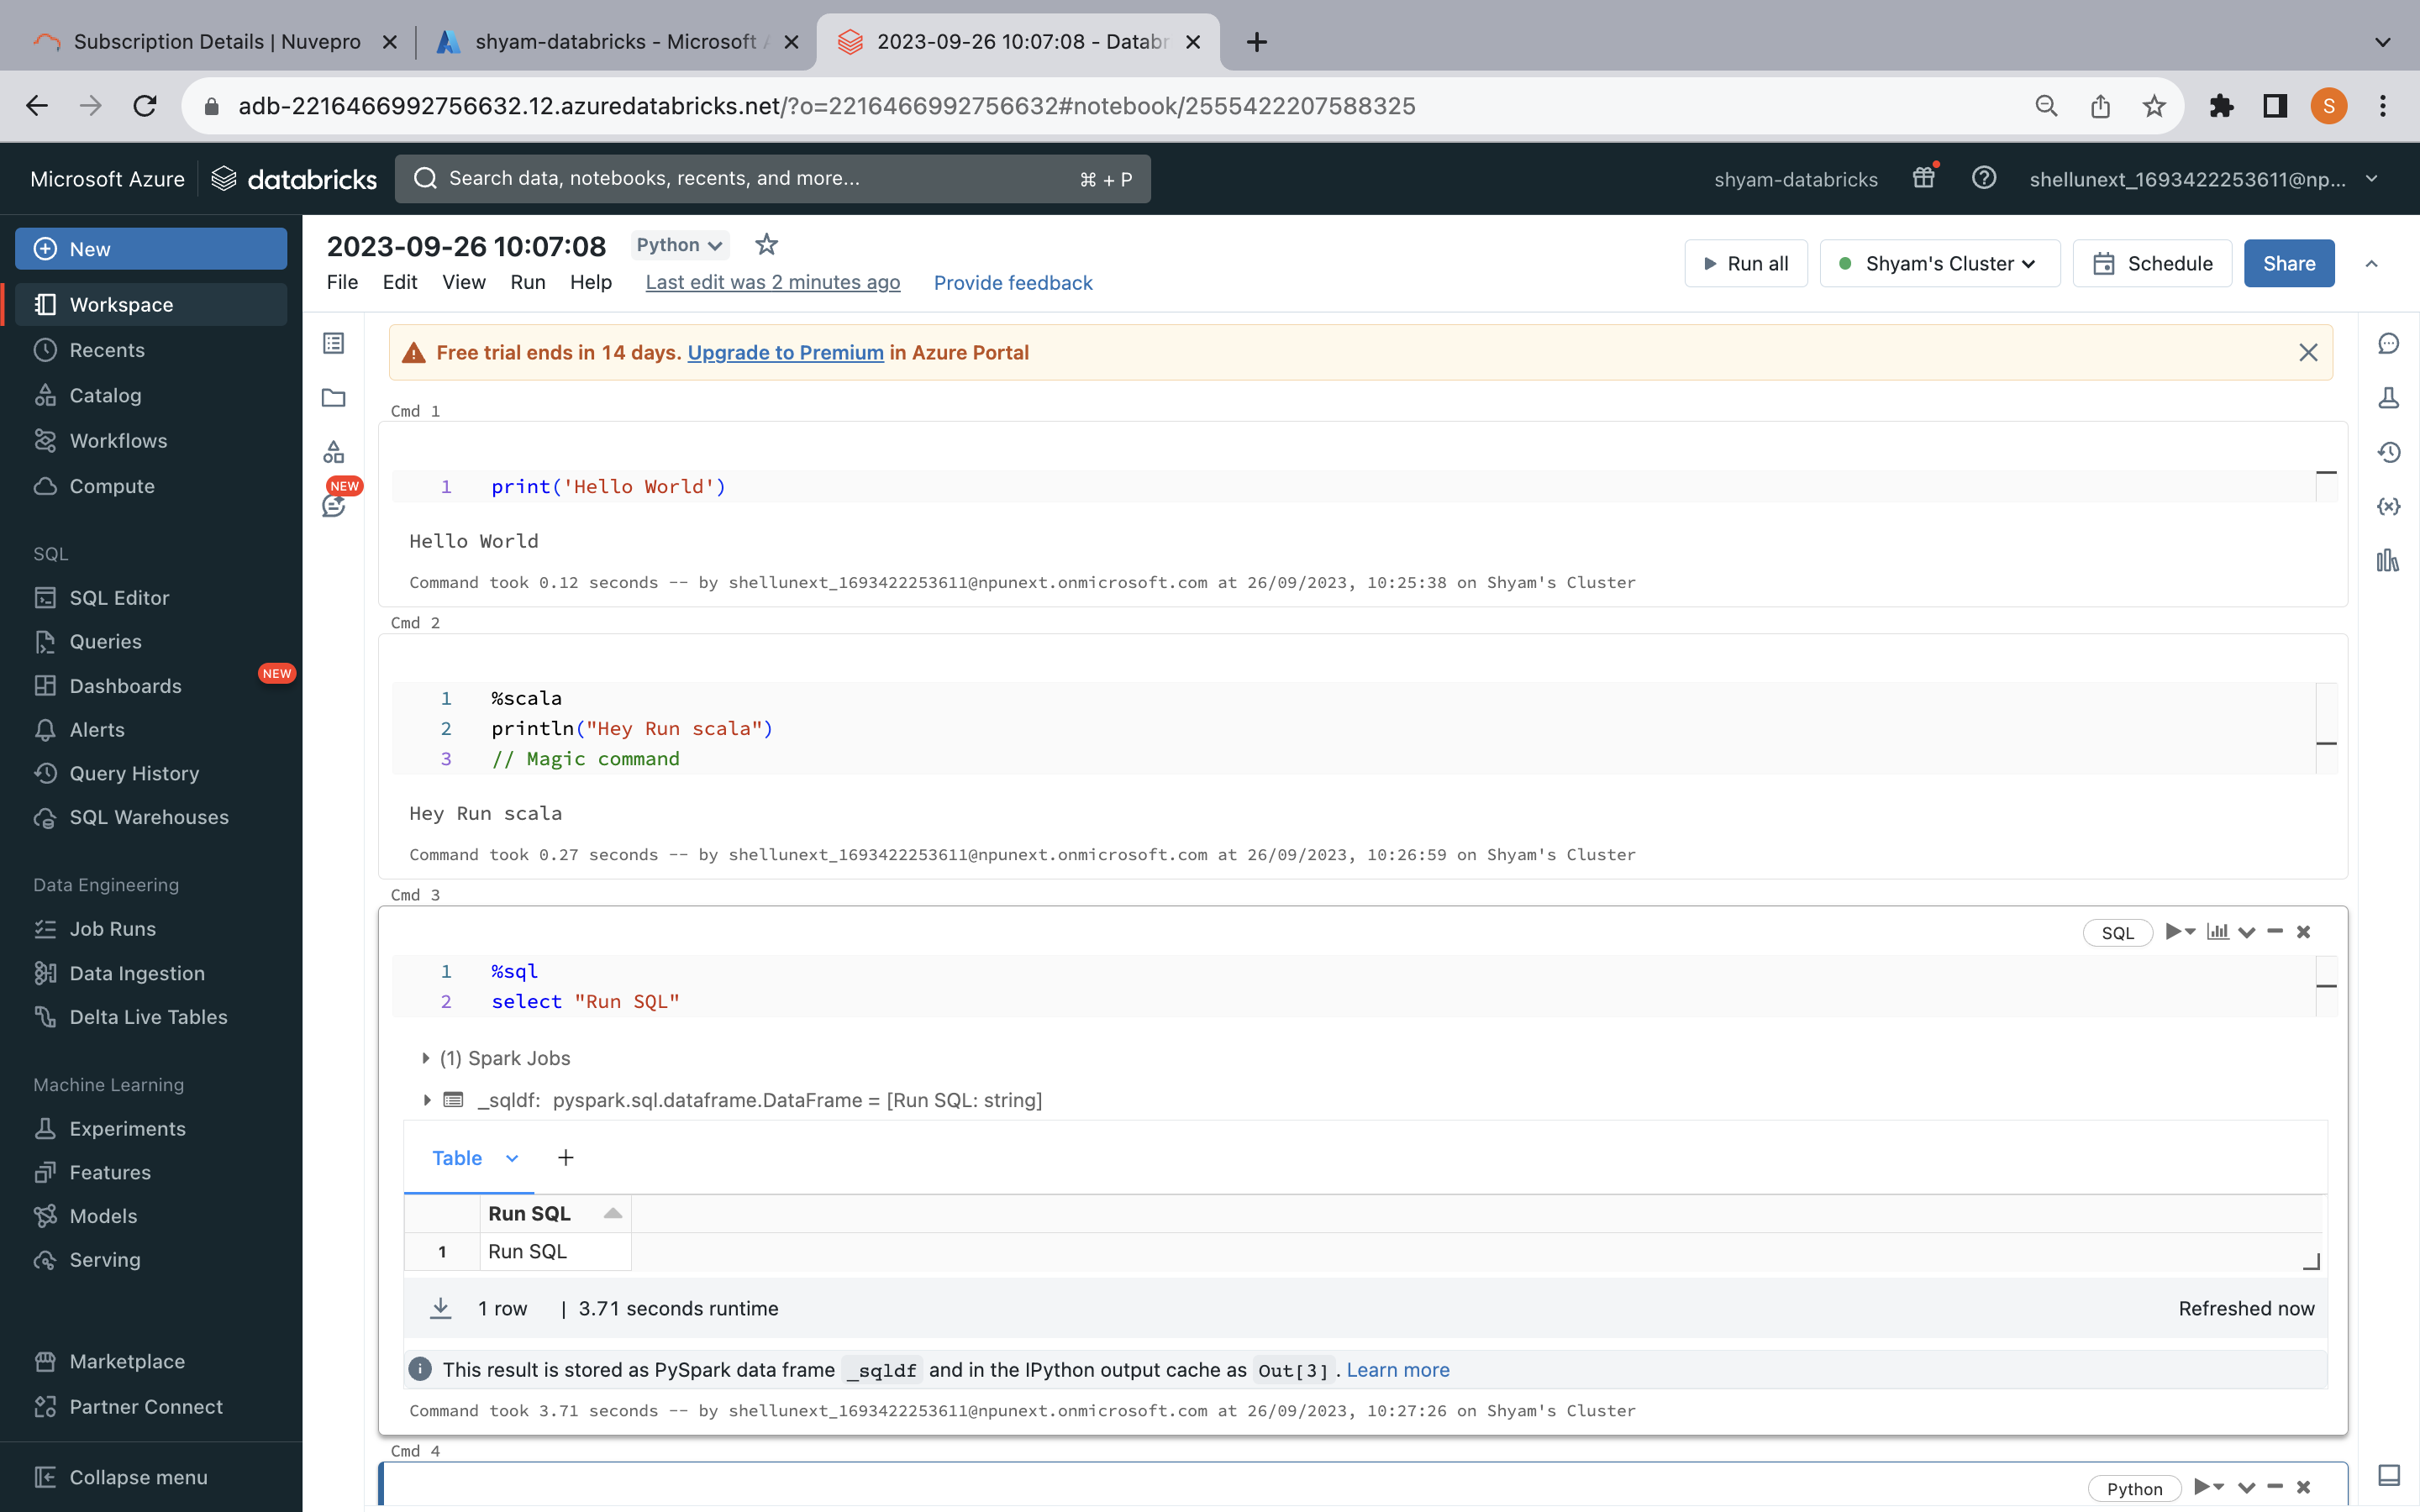 Subscription Details | Nuvepro
shyam-databricks - Microsoft A
2023-09-26 10:07:08 - Databr
adb-2216466992756632.12.azuredatabricks.net/?o=2216466992756632#notebook/2555422207588325
S
Microsoft Azure
databricks
Search data, notebooks, recents, and more...
⌘ + P
shyam-databricks
shellunext_1693422253611@np...
New
Workspace
Recents
Catalog
Workflows
Compute
SQL
SQL Editor
Queries
Dashboards
NEW
Alerts
Query History
SQL Warehouses
Data Engineering
Job Runs
Data Ingestion
Delta Live Tables
Machine Learning
Experiments
Features
Models
Serving
Marketplace
Partner Connect
Collapse menu
2023-09-26 10:07:08
Python
File Edit View Run Help Last edit was 2 minutes ago Provide feedback
Run all
Shyam's Cluster
Schedule
Share
NEW
Free trial ends in 14 days. Upgrade to Premium in Azure Portal
Cmd 1
1 print('Hello World')
Hello World
Command took 0.12 seconds -- by shellunext_1693422253611@npunext.onmicrosoft.com at 26/09/2023, 10:25:38 on Shyam's Cluster
Cmd 2
1 %scala
2 println("Hey Run scala")
3 // Magic command
Hey Run scala
Command took 0.27 seconds -- by shellunext_1693422253611@npunext.onmicrosoft.com at 26/09/2023, 10:26:59 on Shyam's Cluster
Cmd 3
SQL
1 %sql
2 select "Run SQL"
(1) Spark Jobs
_sqldf: pyspark.sql.dataframe.DataFrame = [Run SQL: string]
Table +
Run SQL
1 Run SQL
1 row | 3.71 seconds runtime
Refreshed now
This result is stored as PySpark data frame _sqldf and in the IPython output cache as Out[3]. Learn more
Command took 3.71 seconds -- by shellunext_1693422253611@npunext.onmicrosoft.com at 26/09/2023, 10:27:26 on Shyam's Cluster
Cmd 4
Python